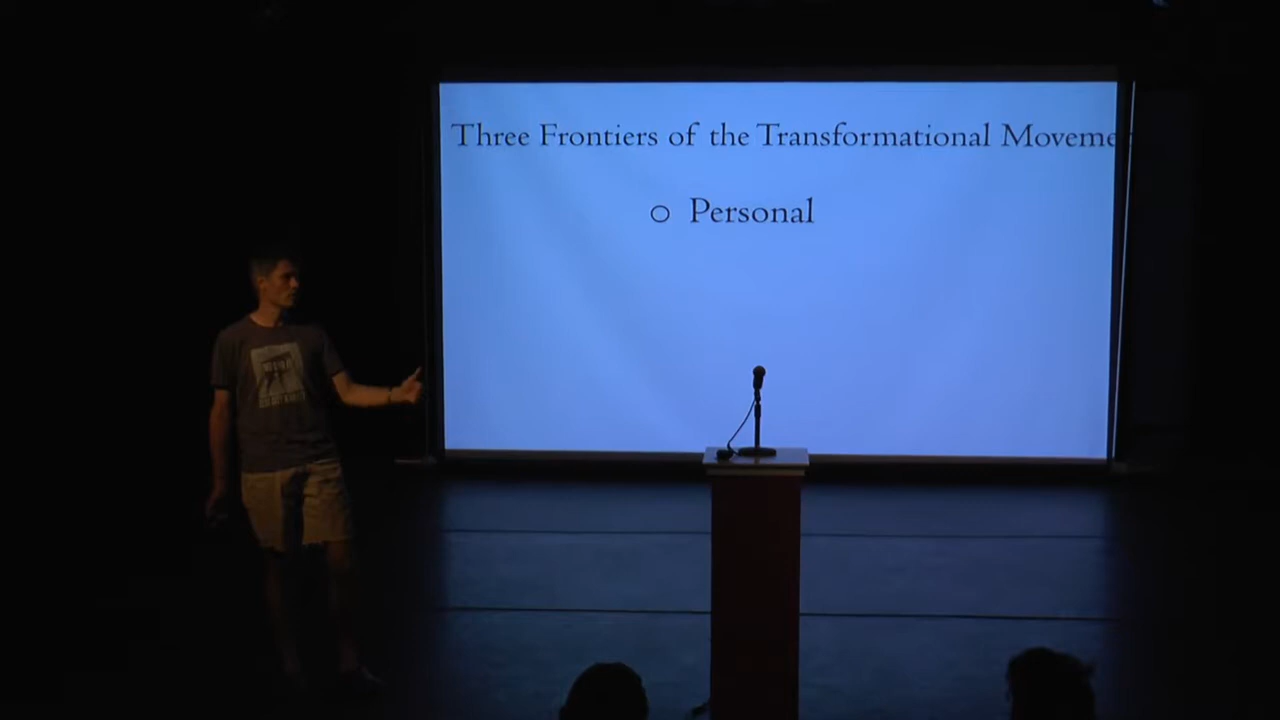 Three Frontiers of the Transformational Moveme
o Personal